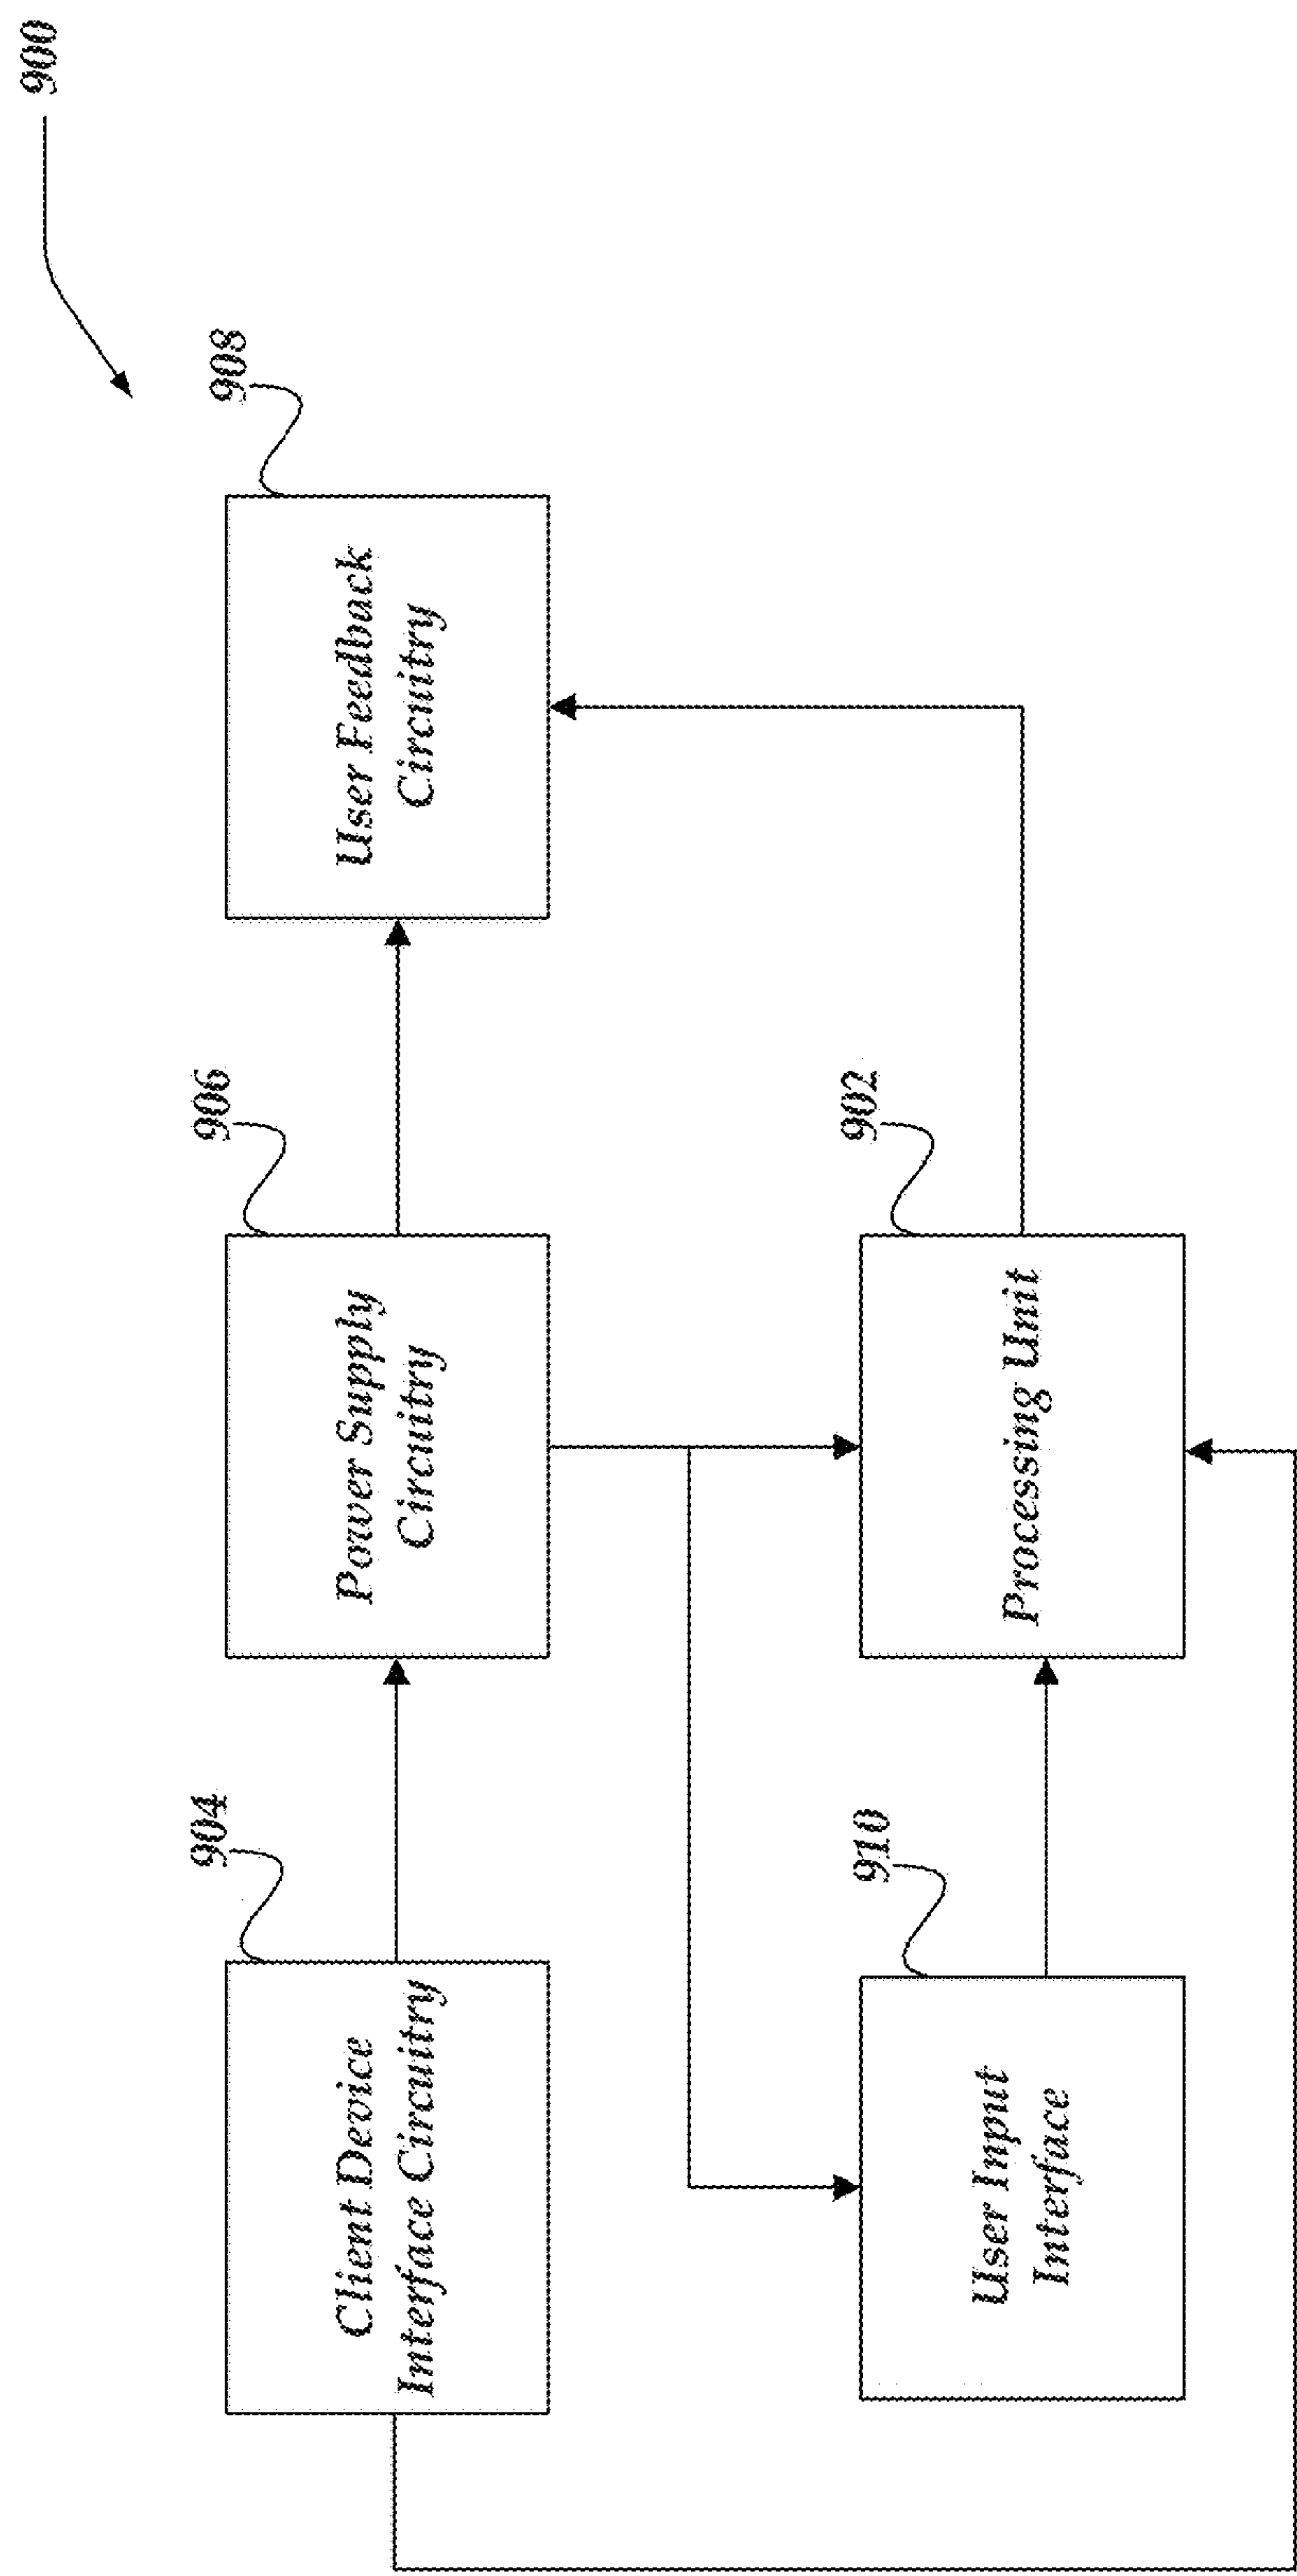 900
904
Client Device
Interface Circuitry
906
Power Supply
Circuitry
908
User Feedback
Circuitry
910
User Input
Interface
902
Processing Unit